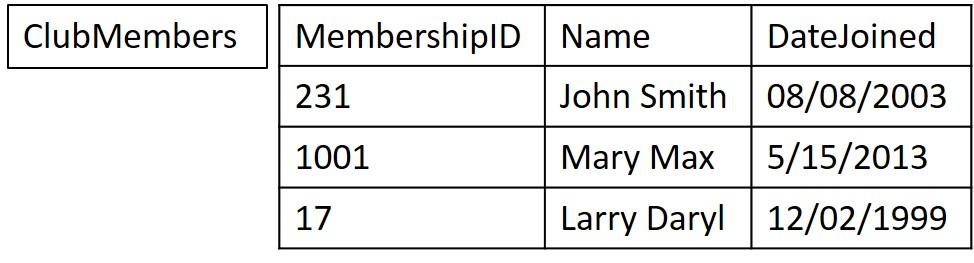 ClubMembers MembershipID Name DateJoined
231 John Smith 08/08/2003
1001 Mary Max 5/15/2013
17 Larry Daryl 12/02/1999